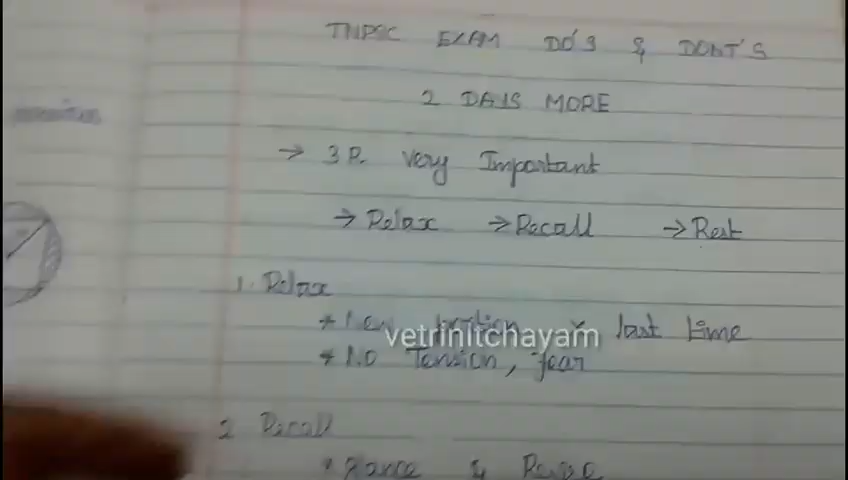 TNPSC EXAM DO'S & DONT'S
2 DAYS MORE
→ 3 R. Very Important
→ Relax → Recall → Rest
1. Relax
* last time
vetrinitchayam
* Tension, fear
2 Recall
&